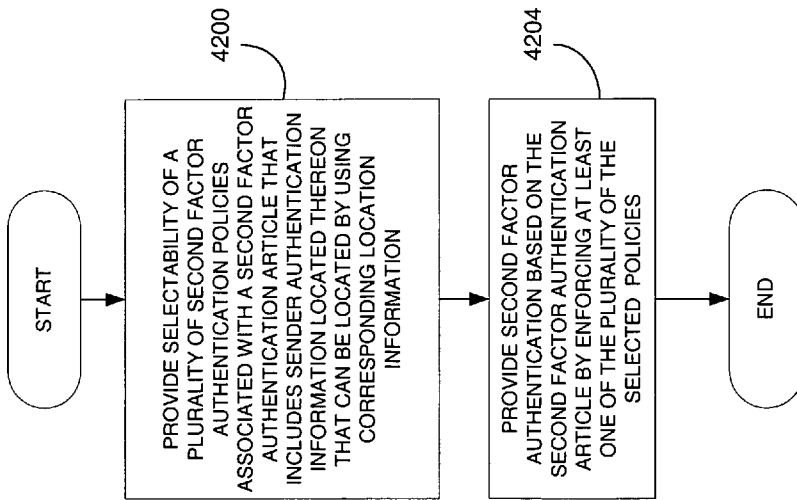 START
4200
PROVIDE SELECTABILITY OF A
PLURALITY OF SECOND FACTOR
AUTHENTICATION POLICIES
ASSOCIATED WITH A SECOND FACTOR
AUTHENTICATION ARTICLE THAT
INCLUDES SENDER AUTHENTICATION
INFORMATION LOCATED THEREON
THAT CAN BE LOCATED BY USING
CORRESPONDING LOCATION
INFORMATION
4204
PROVIDE SECOND FACTOR
AUTHENTICATION BASED ON THE
SECOND FACTOR AUTHENTICATION
ARTICLE BY ENFORCING AT LEAST
ONE OF THE PLURALITY OF THE
SELECTED POLICIES
END